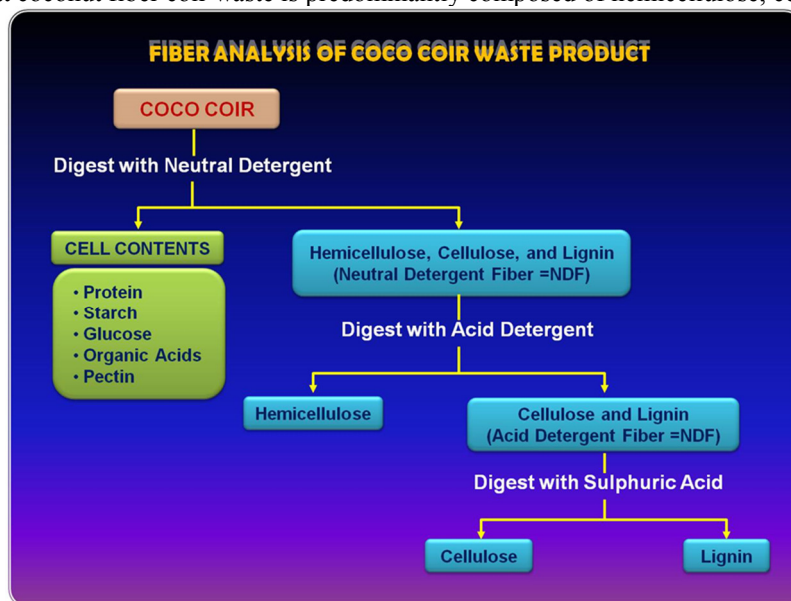 FIBER ANALYSIS OF COCO COIR WASTE PRODUCT
COCO COIR
Digest with Neutral Detergent
CELL CONTENTS
• Protein
• Starch
• Glucose
• Organic Acids
• Pectin
Hemicellulose, Cellulose, and Lignin
(Neutral Detergent Fiber =NDF)
Digest with Acid Detergent
Hemicellulose
Cellulose and Lignin
(Acid Detergent Fiber =NDF)
Digest with Sulphuric Acid
Cellulose
Lignin